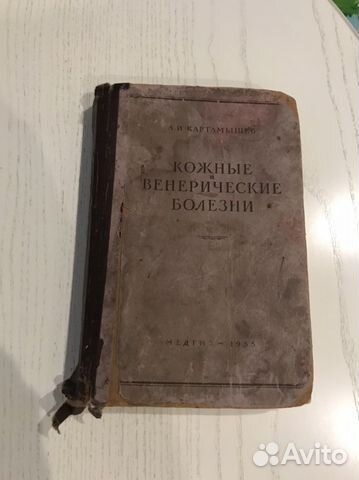 А. И. КАРТАМЫШЕВ
КОЖНЫЕ
И
ВЕНЕРИЧЕСКИЕ
БОЛЕЗНИ
МЕДГИЗ — 1955
Avito